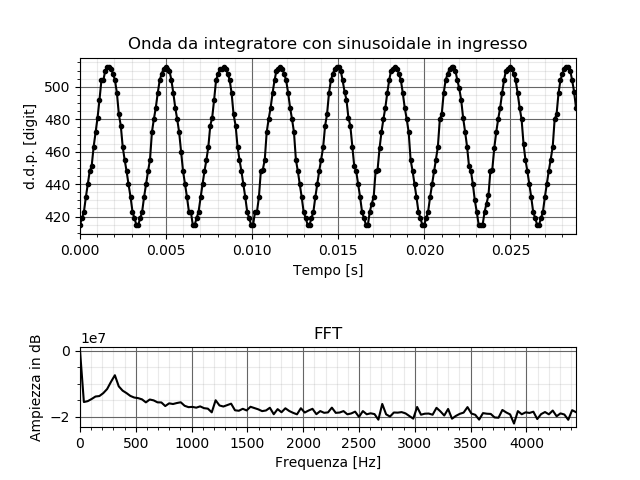 Onda da integratore con sinusoidale in ingresso
d.d.p. [digit]
500
480
460
440
420
0.000 0.005 0.010 0.015 0.020 0.025
Tempo [s]
FFT
1e7
Ampiezza in dB
0
−2
0 500 1000 1500 2000 2500 3000 3500 4000
Frequenza [Hz]